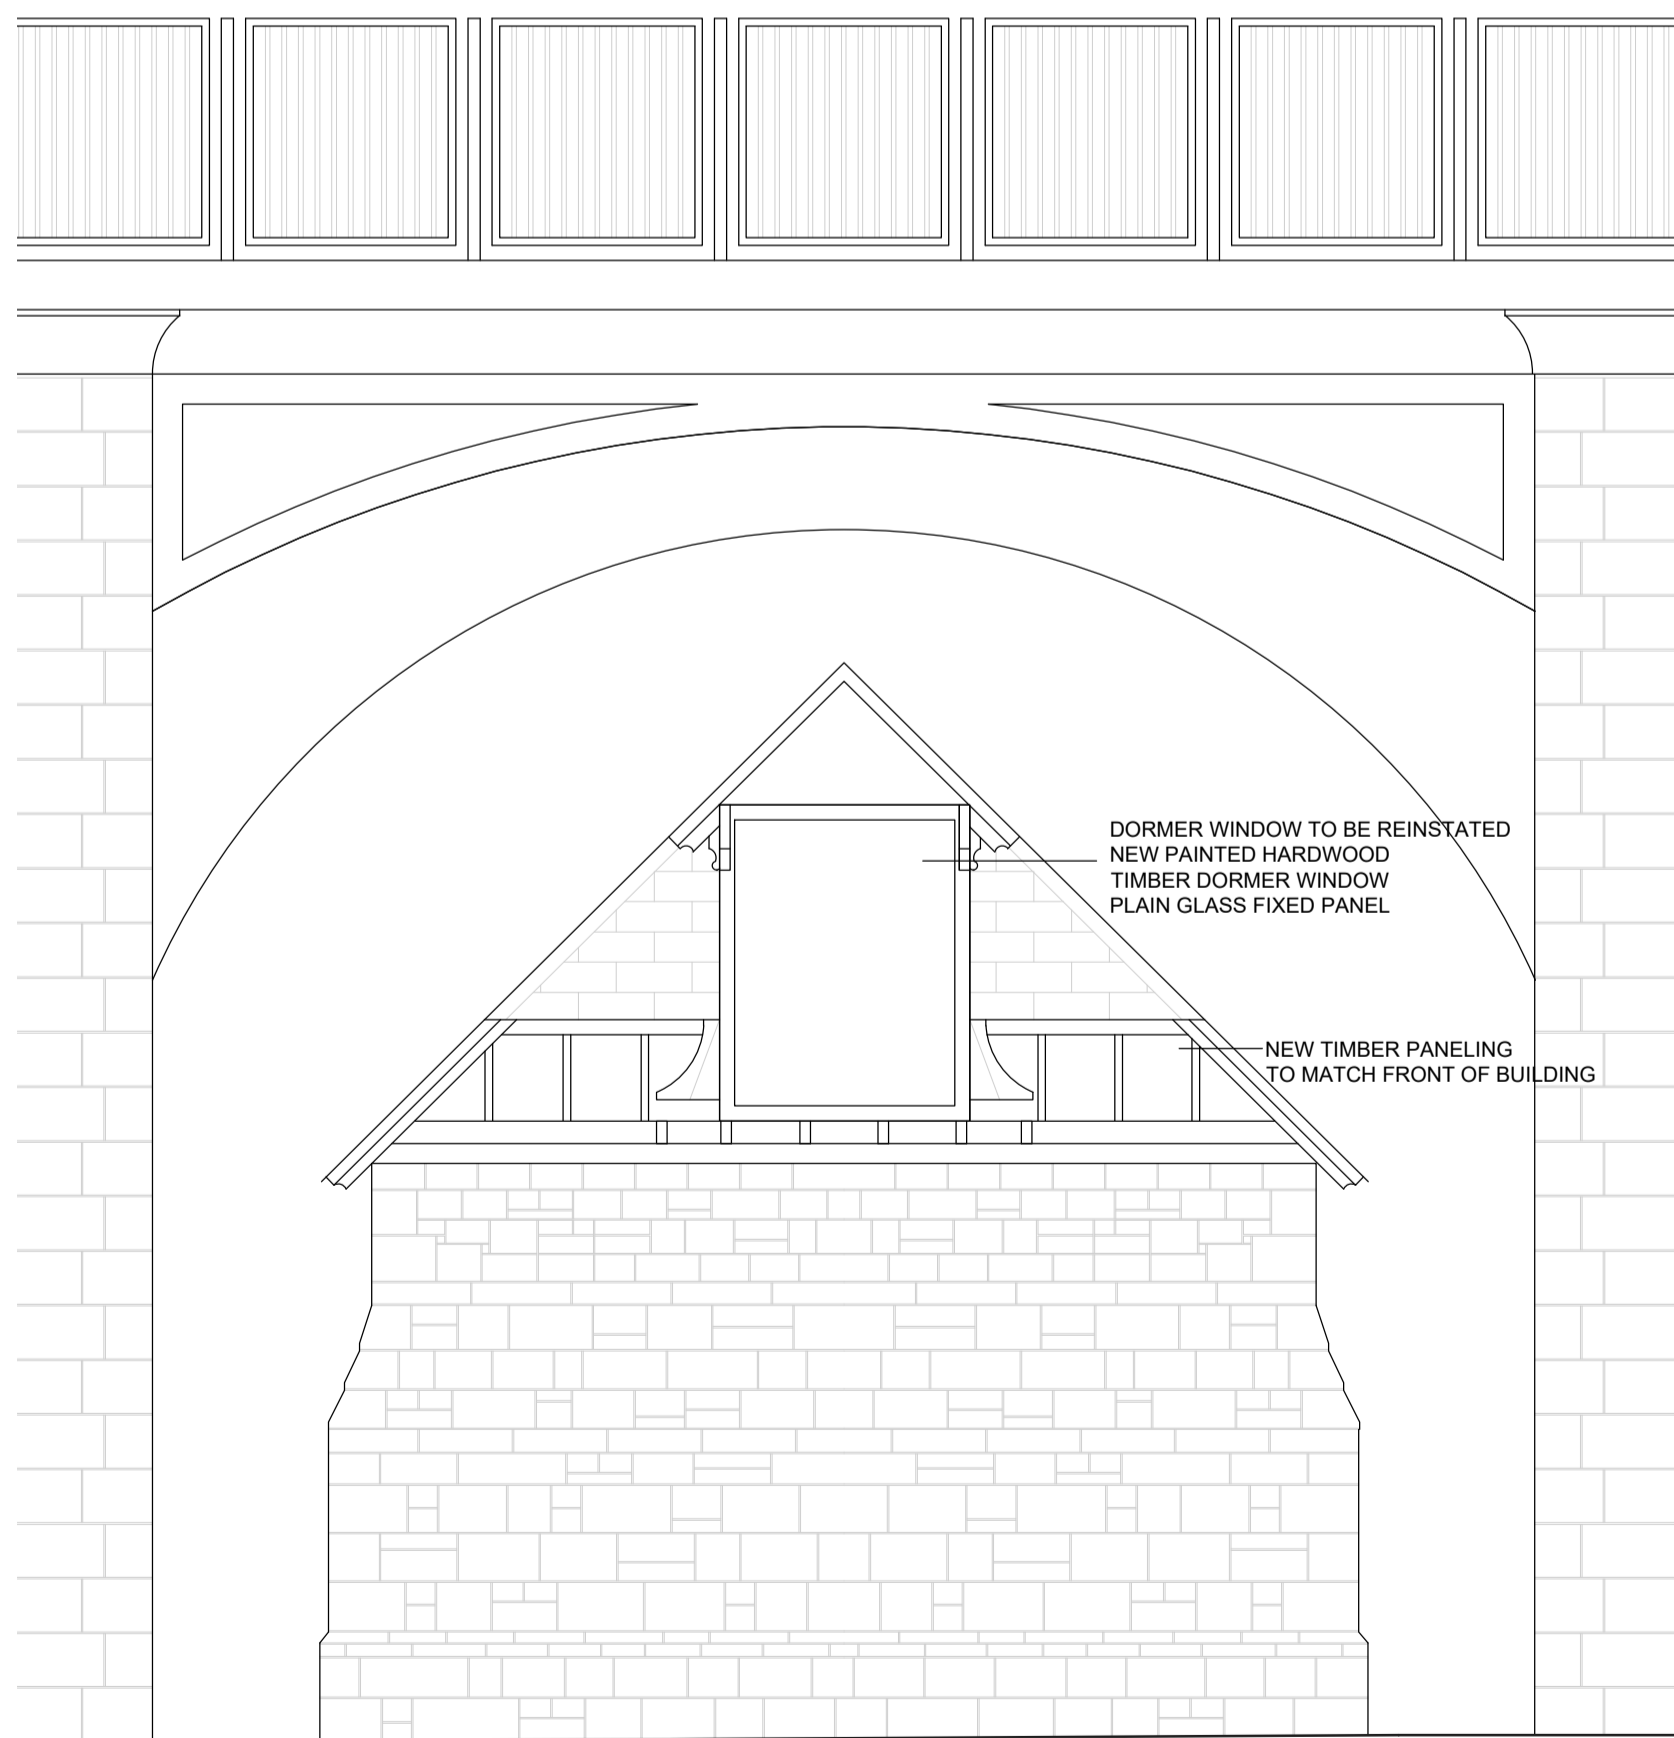 DORMER WINDOW TO BE REINSTATED
NEW PAINTED HARDWOOD
TIMBER DORMER WINDOW
PLAIN GLASS FIXED PANEL
NEW TIMBER PANELING
TO MATCH FRONT OF BUILDING